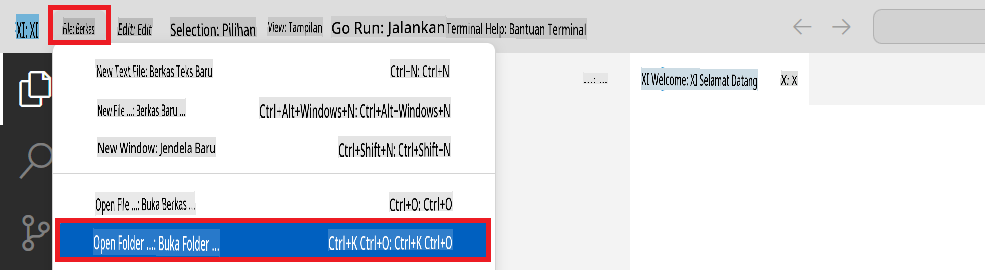 XI: XI File: Berkas Edit: Edit Selection: Pilihan View: Tampilan Go Run: Jalankan Terminal Help: Bantuan Terminal
New Text File: Berkas Teks Baru Ctrl+N: Ctrl+N
New File ...: Berkas Baru ... Ctrl+Alt+Windows+N: Ctrl+Alt+Windows+N
New Window: Jendela Baru Ctrl+Shift+N: Ctrl+Shift+N
Open File ...: Buka Berkas ... Ctrl+O: Ctrl+O
Open Folder ...: Buka Folder ... Ctrl+K Ctrl+O: Ctrl+K Ctrl+O
...: ... XI Welcome: XI Selamat Datang X: x